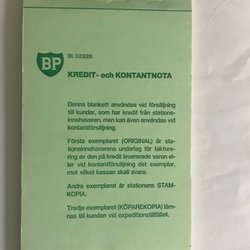 BP
Bl. 02926
KREDIT- och KONTANTNOTA
Denna blankett användes vid försäljning
till kunder, som har kredit från stations-
innehavaren, men kan även användas vid
kontantförsäljning.
Första exemplaret (ORIGINAL) är sta-
tionsinnehavarens underlag för fakture-
ring av den på kredit levererade varan el-
ler vid kontantförsäljning det exemplar,
mot vilket kassan skall svara.
Andra exemplaret är stationens STAM-
KOPIA.
Tredje exemplaret (KÖPAREKOPIA) läm-
nas till kunden vid expeditionstillfället.